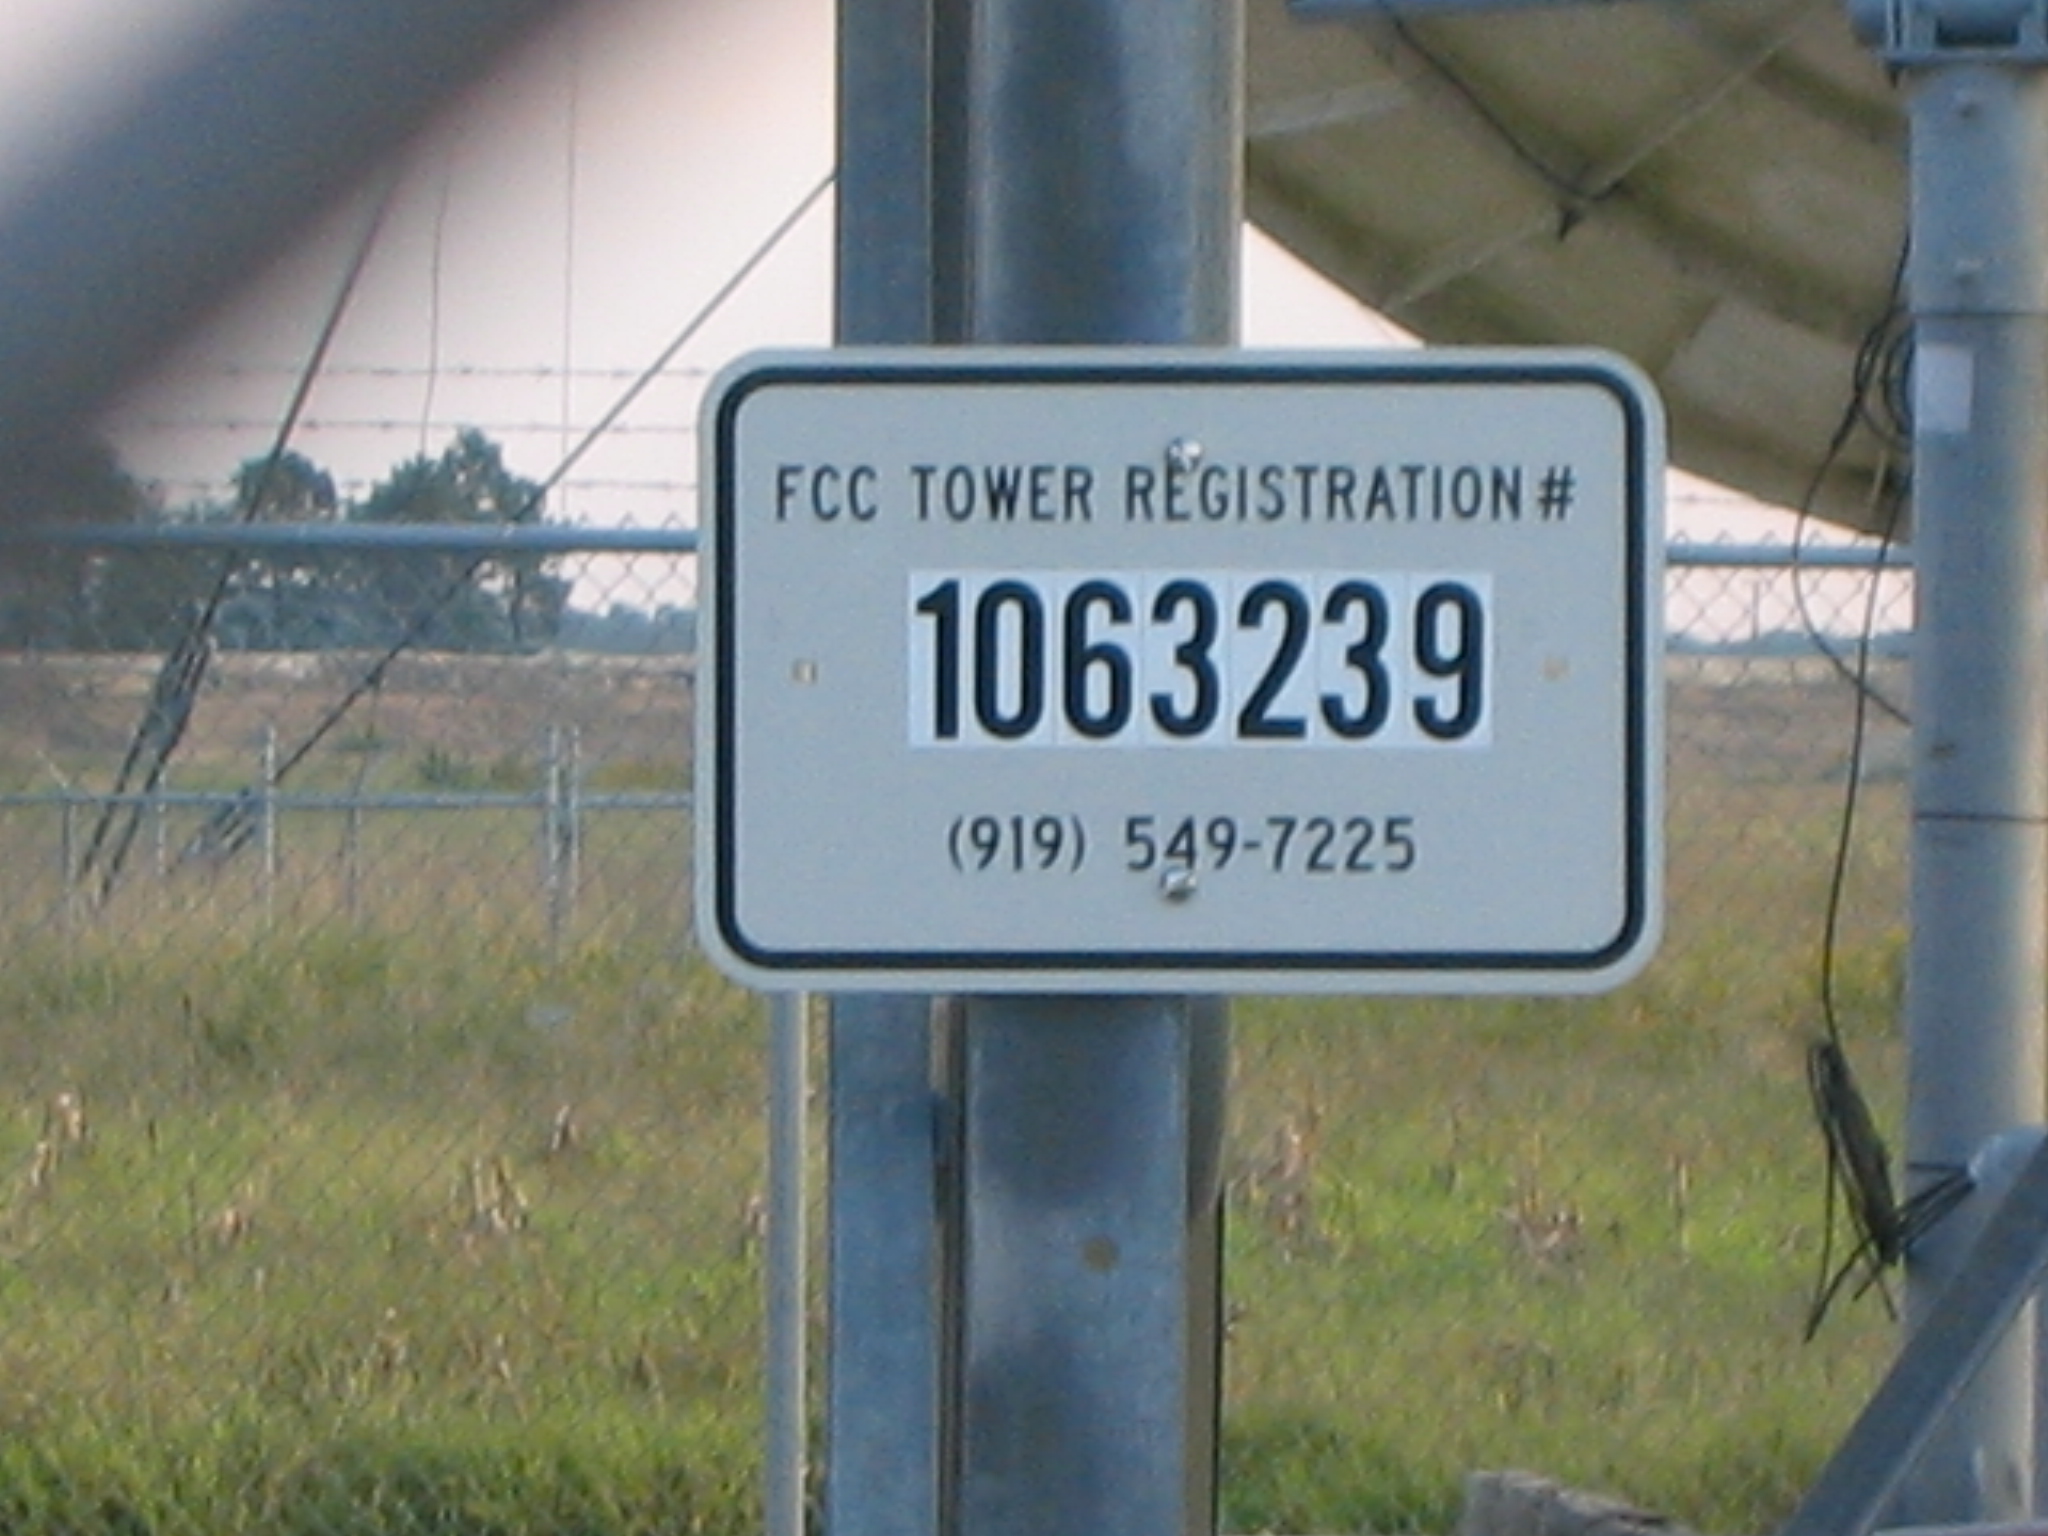 FCC TOWER REGISTRATION#
1063239
(919) 549-7225